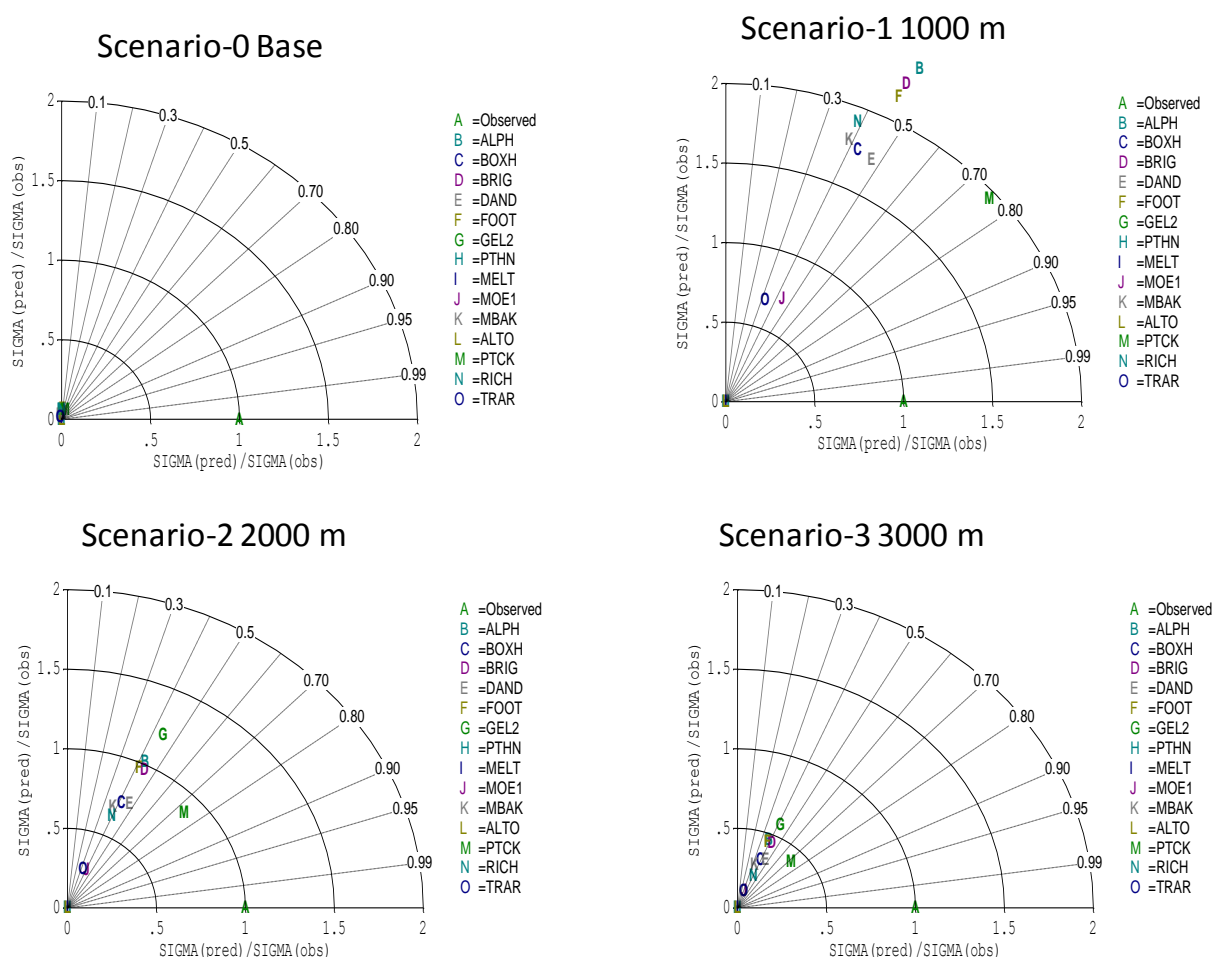 Scenario-0 Base
2
1.5
1
.5
0
0.1
0.3
0.5
0.70
0.80
0.90
0.95
0.99
A
0
.5
1
1.5
2
SIGMA(pred)/SIGMA(obs)
SIGMA(pred)/SIGMA(obs)
O
A =Observed
B =ALPH
C =BOXH
D =BRIG
E =DAND
F =FOOT
G =GEL2
H =PTHN
I =MELT
J =MOE1
K =MBAK
L =ALTO
M =PTCK
N =RICH
O =TRAR
Scenario-1 1000 m
2
1.5
1
.5
0
0.1
0.3
0.5
0.70
0.80
0.90
0.95
0.99
B
D
F
N
K
C
E
M
O
J
A
0
.5
1
1.5
2
SIGMA(pred)/SIGMA(obs)
SIGMA(pred)/SIGMA(obs)
A =Observed
B =ALPH
C =BOXH
D =BRIG
E =DAND
F =FOOT
G =GEL2
H =PTHN
I =MELT
J =MOE1
K =MBAK
L =ALTO
M =PTCK
N =RICH
O =TRAR
Scenario-2 2000 m
2
1.5
1
.5
0
0.1
0.3
0.5
0.70
0.80
0.90
0.95
0.99
G
B
F
D
K
C
E
N
M
O
J
A
0
.5
1
1.5
2
SIGMA(pred)/SIGMA(obs)
SIGMA(pred)/SIGMA(obs)
A =Observed
B =ALPH
C =BOXH
D =BRIG
E =DAND
F =FOOT
G =GEL2
H =PTHN
I =MELT
J =MOE1
K =MBAK
L =ALTO
M =PTCK
N =RICH
O =TRAR
Scenario-3 3000 m
2
1.5
1
.5
0
0.1
0.3
0.5
0.70
0.80
0.90
0.95
0.99
G
D
K
C
E
M
N
O
A
0
.5
1
1.5
2
SIGMA(pred)/SIGMA(obs)
SIGMA(pred)/SIGMA(obs)
A =Observed
B =ALPH
C =BOXH
D =BRIG
E =DAND
F =FOOT
G =GEL2
H =PTHN
I =MELT
J =MOE1
K =MBAK
L =ALTO
M =PTCK
N =RICH
O =TRAR